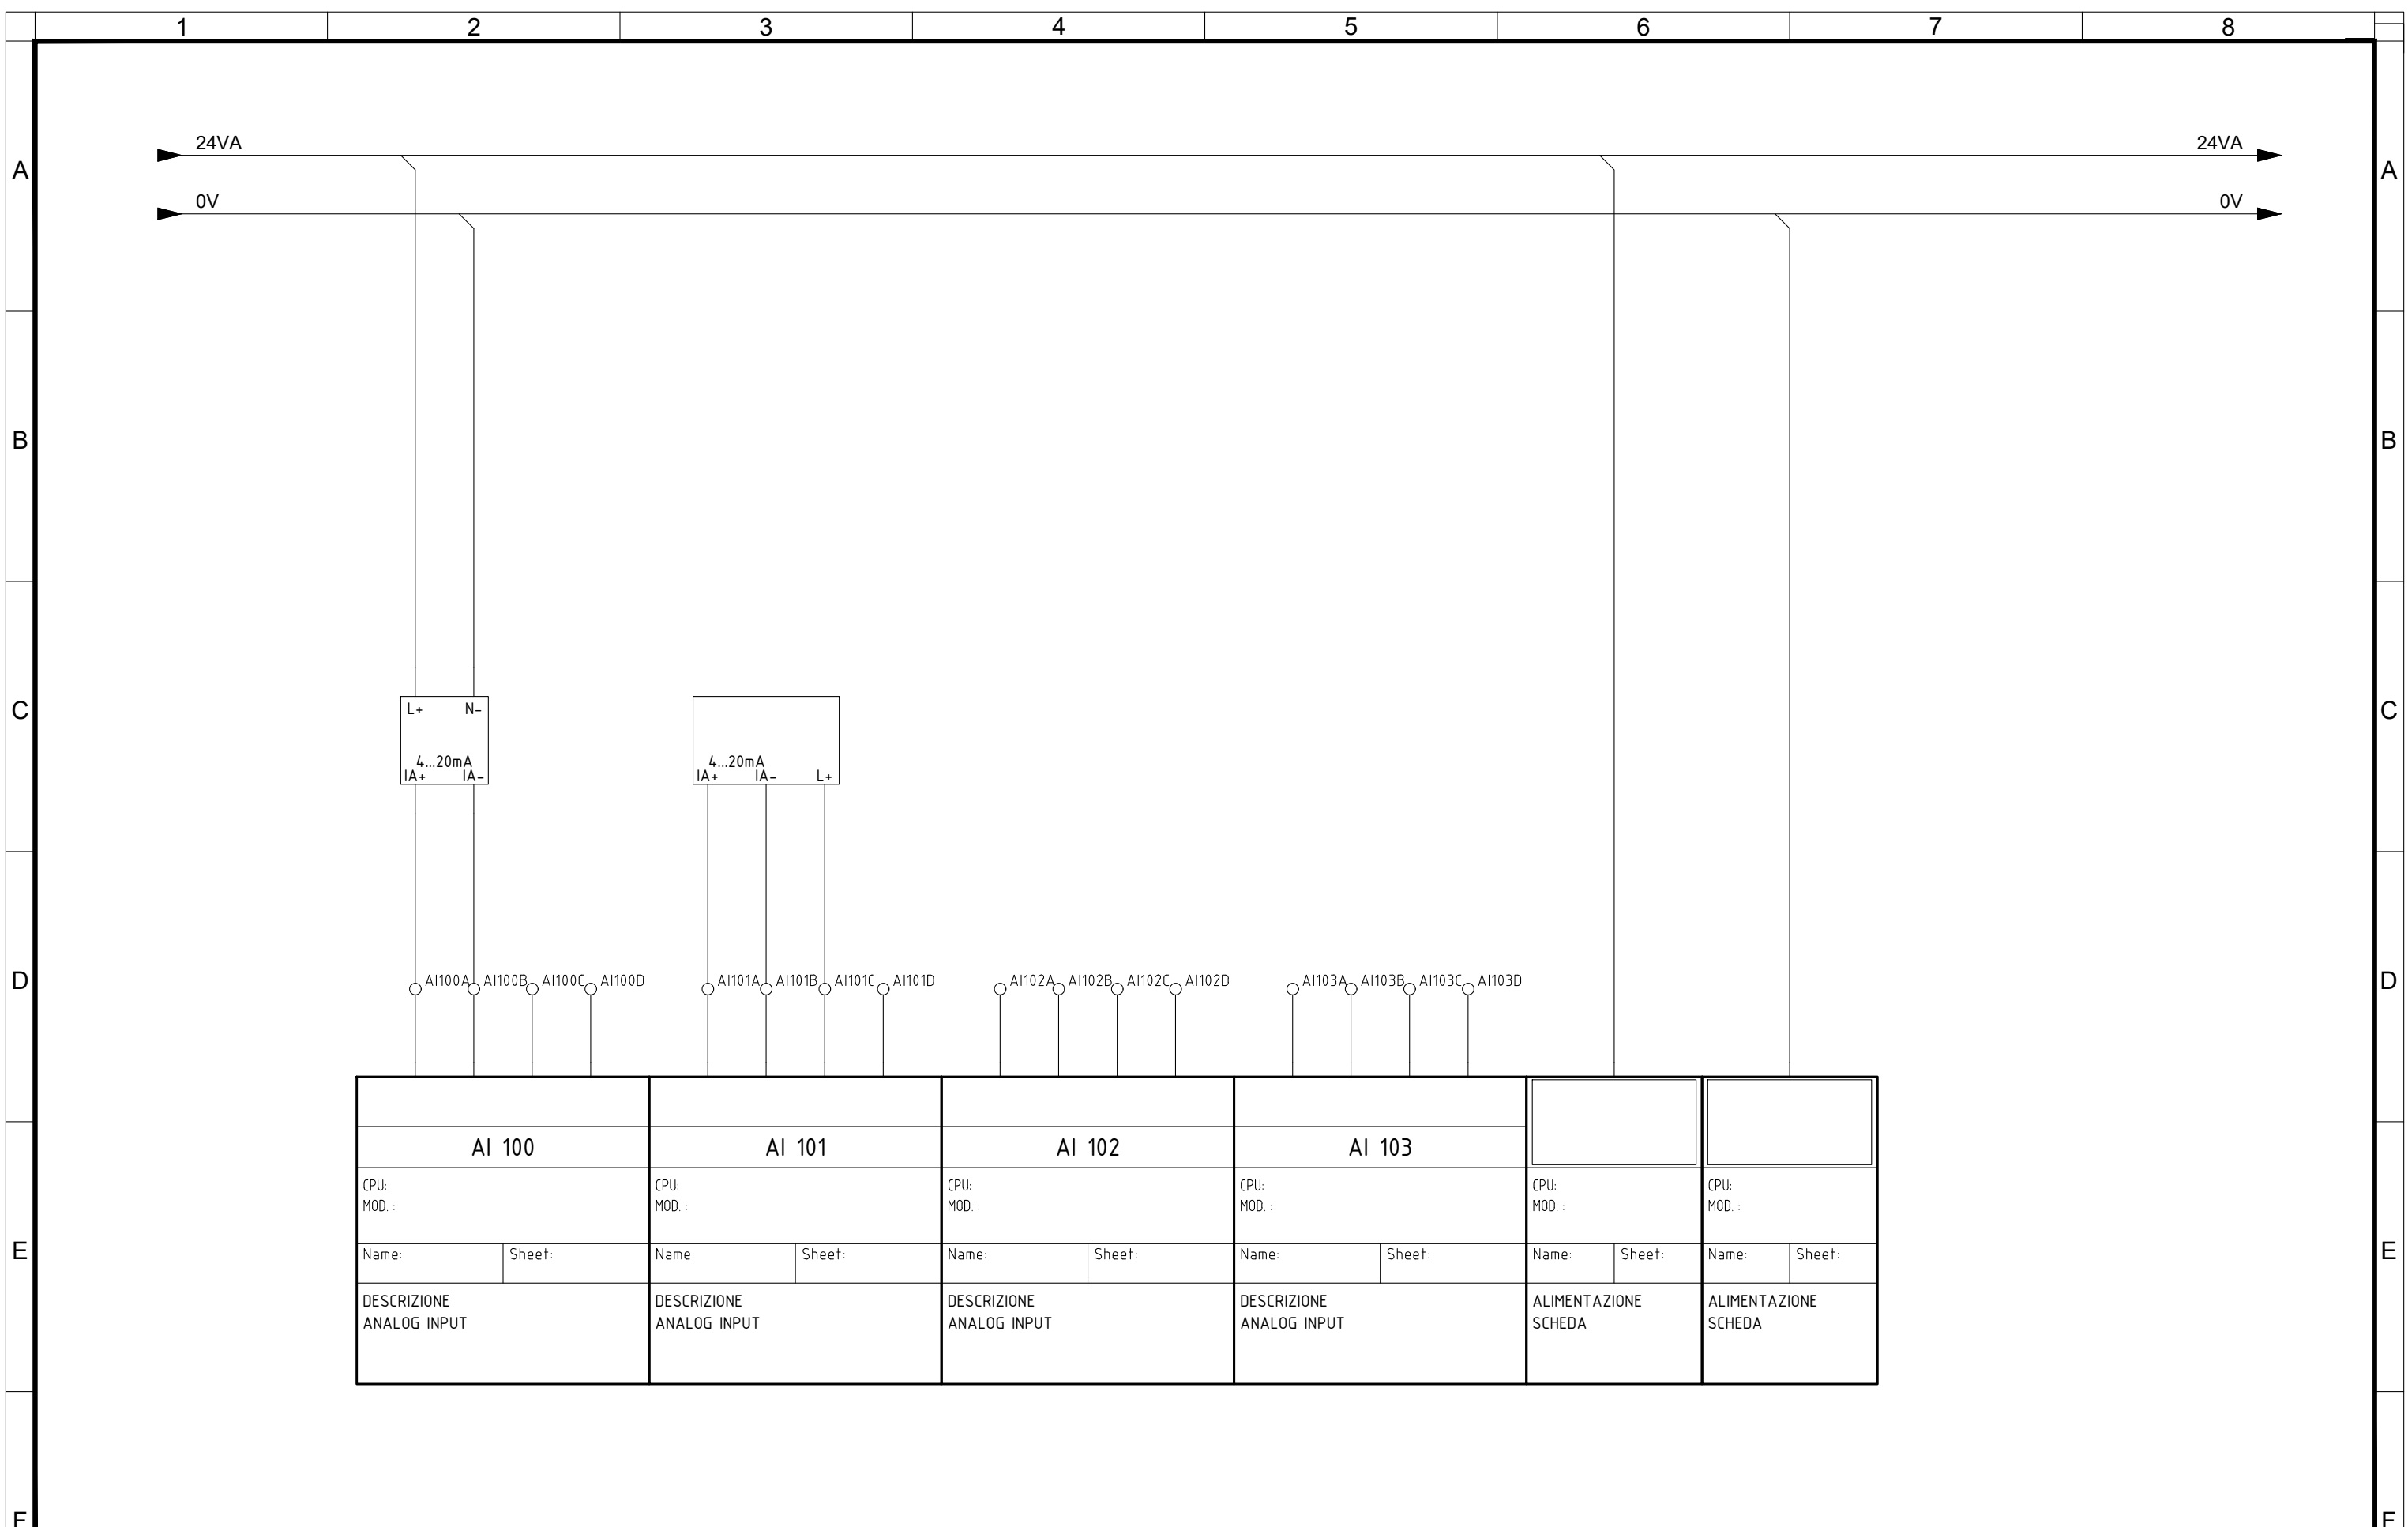 1 2 3 4 5 6 7 8
24VA 24VA
A A
0V 0V
B B
C C
L+ N-
4...20mA 4...20mA
IA+ IA- IA+ IA- L+
D D
AI100A AI100B AI100C AI100D AI101A AI101B AI101C AI101D AI102A AI102B AI102C AI102D AI103A AI103B AI103C AI103D
AI 100 AI 101 AI 102 AI 103
CPU: CPU: CPU: CPU: CPU: CPU:
MOD. : MOD. : MOD. : MOD. : MOD. : MOD. :
E E
Name: Sheet: Name: Sheet: Name: Sheet: Name: Sheet: Name: Sheet: Name: Sheet:
DESCRIZIONE DESCRIZIONE DESCRIZIONE DESCRIZIONE ALIMENTAZIONE ALIMENTAZIONE
ANALOG INPUT ANALOG INPUT ANALOG INPUT ANALOG INPUT SCHEDA SCHEDA
F F